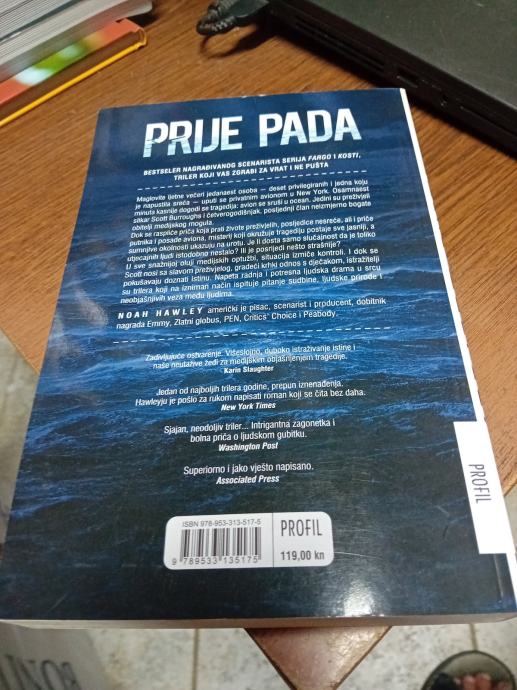 PRIJE PADA
BESTSELER NAGRAĐIVANOG SCENARISTA SERIJA FARGO I KOSTI,
TRILER KOJI VAS ZGRABI ZA VRAT I NE PUŠTA
Maglovite ljetne večeri jedanaest osoba — deset privilegiranih i jedna koju
je napustila sreća — uputi se privatnim avionom u New York. Osamnaest
minuta kasnije dogodi se tragedija: avion se sruši u ocean. Jedini su preživjeli
slikar Scott Burroughs i četverogodišnjak, posljednji član neizmjerno bogate
obitelji medijskog mogula.
Dok se raspliće priča koja prati živote preživjelih, posljedice nesreće, ali i priče
putnika i posade aviona, misterij koji okružuje tragediju postaje sve jasniji, a
sumnjive okolnosti ukazuju na urotu. Je li doista samo slučajnost da je toliko
utjecajnih ljudi istodobno nestalo? Ili je posrijedi nešto strašnije?
U sve snažnijoj oluji medijskih optužbi, situacija izmiče kontroli. I dok se
Scott nosi sa slavom preživjelog, gradeći krhki odnos s dječakom, istražitelji
pokušavaju doznati istinu. Napeta radnja i potresna ljudska drama u srcu
su trilera koji na izniman način ispituje pitanje sudbine, ljudske prirode i
neobjašnjivih veza među ljudima.
NOAH HAWLEY američki je pisac, scenarist i producent, dobitnik
nagrada Emmy, Zlatni globus, PEN, Critics' Choice i Peabody.
Zadivljujuće ostvarenje. Višeslojno, duboko istraživanje istine i
naše neutažive žeđi za medijskim objašnjenjem tragedije.
Karin Slaughter
Jedan od najboljih trilera godine, prepun iznenađenja.
Hawleyju je pošlo za rukom napisati roman koji se čita bez daha.
New York Times
Sjajan, neodoljiv triler... Intrigantna zagonetka i
bolna priča o ljudskom gubitku.
Washington Post
Superiorno i jako vješto napisano.
Associated Press
ISBN 978-953-313-517-5
9 789533 135175
PROFIL
119,00 kn
PROFIL